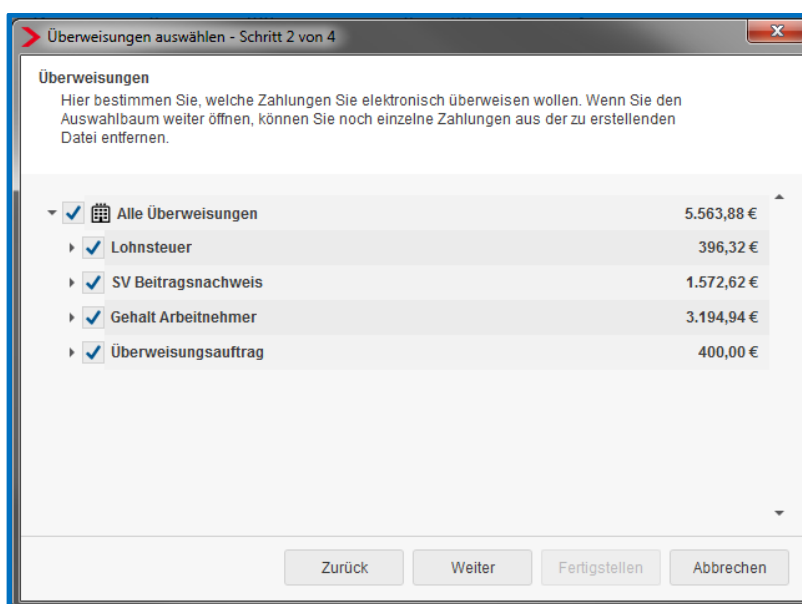 Überweisungen auswählen - Schritt 2 von 4
Überweisungen
Hier bestimmen Sie, welche Zahlungen Sie elektronisch überweisen wollen. Wenn Sie den
Auswahlbaum weiter öffnen, können Sie noch einzelne Zahlungen aus der zu erstellenden
Datei entfernen.
Alle Überweisungen 5.563,88 €
Lohnsteuer 396,32 €
SV Beitragsnachweis 1.572,62 €
Gehalt Arbeitnehmer 3.194,94 €
Überweisungsauftrag 400,00 €
Zurück Weiter Fertigstellen Abbrechen